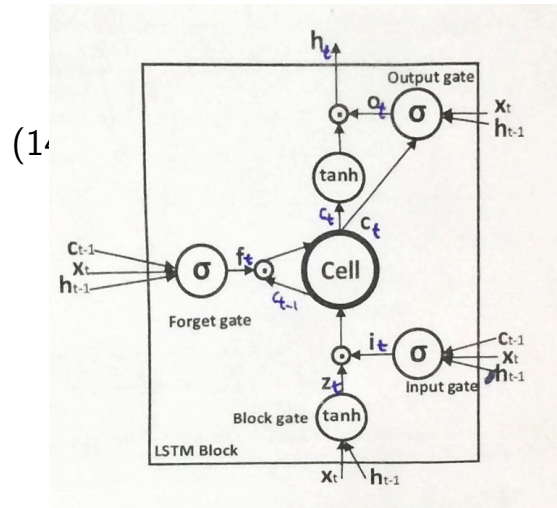 hₜ
Output gate
oₜ
σ
xₜ
hₜ₋₁
(14
tanh
cₜ
cₜ
cₜ₋₁
xₜ
hₜ₋₁
σ
fₜ
Cell
cₜ₋₁
Forget gate
iₜ
σ
cₜ₋₁
xₜ
hₜ₋₁
zₜ
Input gate
Block gate
tanh
LSTM Block
xₜ
hₜ₋₁